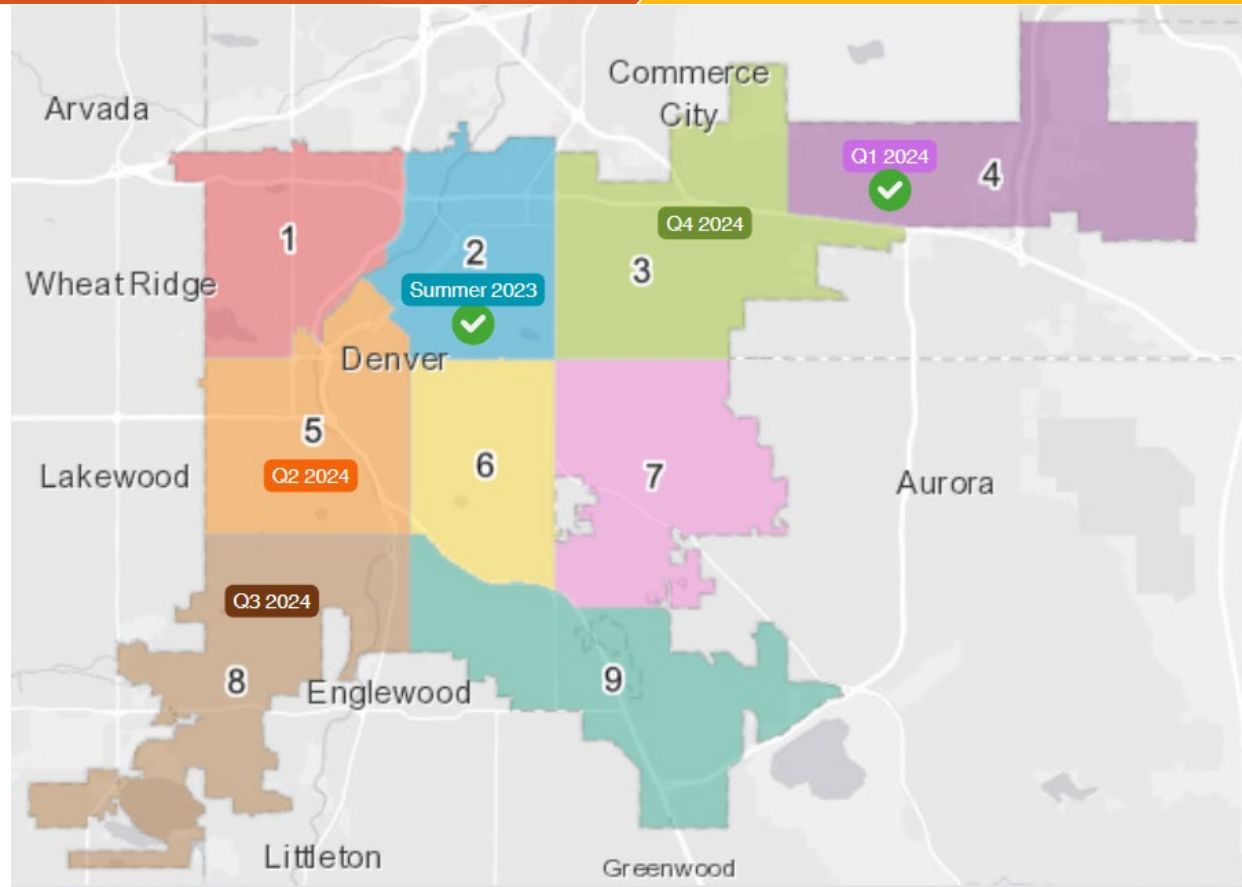 Commerce
City
Arvada
Q1 2024
4
Q4 2024
1
2
3
Wheat Ridge
Summer 2023
Denver
5
6
7
Lakewood
Q2 2024
Aurora
Q3 2024
8
9
Englewood
Littleton
Greenwood